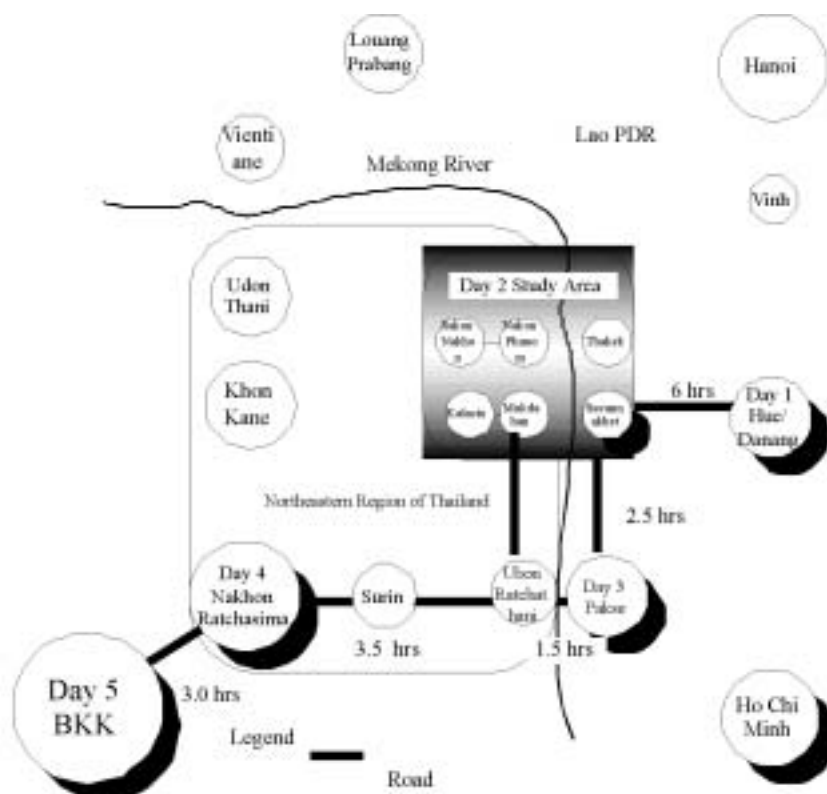 Louang
Prabang
Hanoi
Vienti
ane
Lao PDR
Mekong River
Vinh
Udon
Thani
Day 2 Study Area
Nakhon
Thakek
Khon
Kane
6 hrs
Day 1
Hue/
Danang
Northeastern Region of Thailand
2.5 hrs
Day 4
Nakhon
Ratchasima
Surin
Ubon
Ratchat
hani
Day 3
Pakse
3.5 hrs
1.5 hrs
Day 5
BKK
3.0 hrs
Ho Chi
Minh
Legend
Road